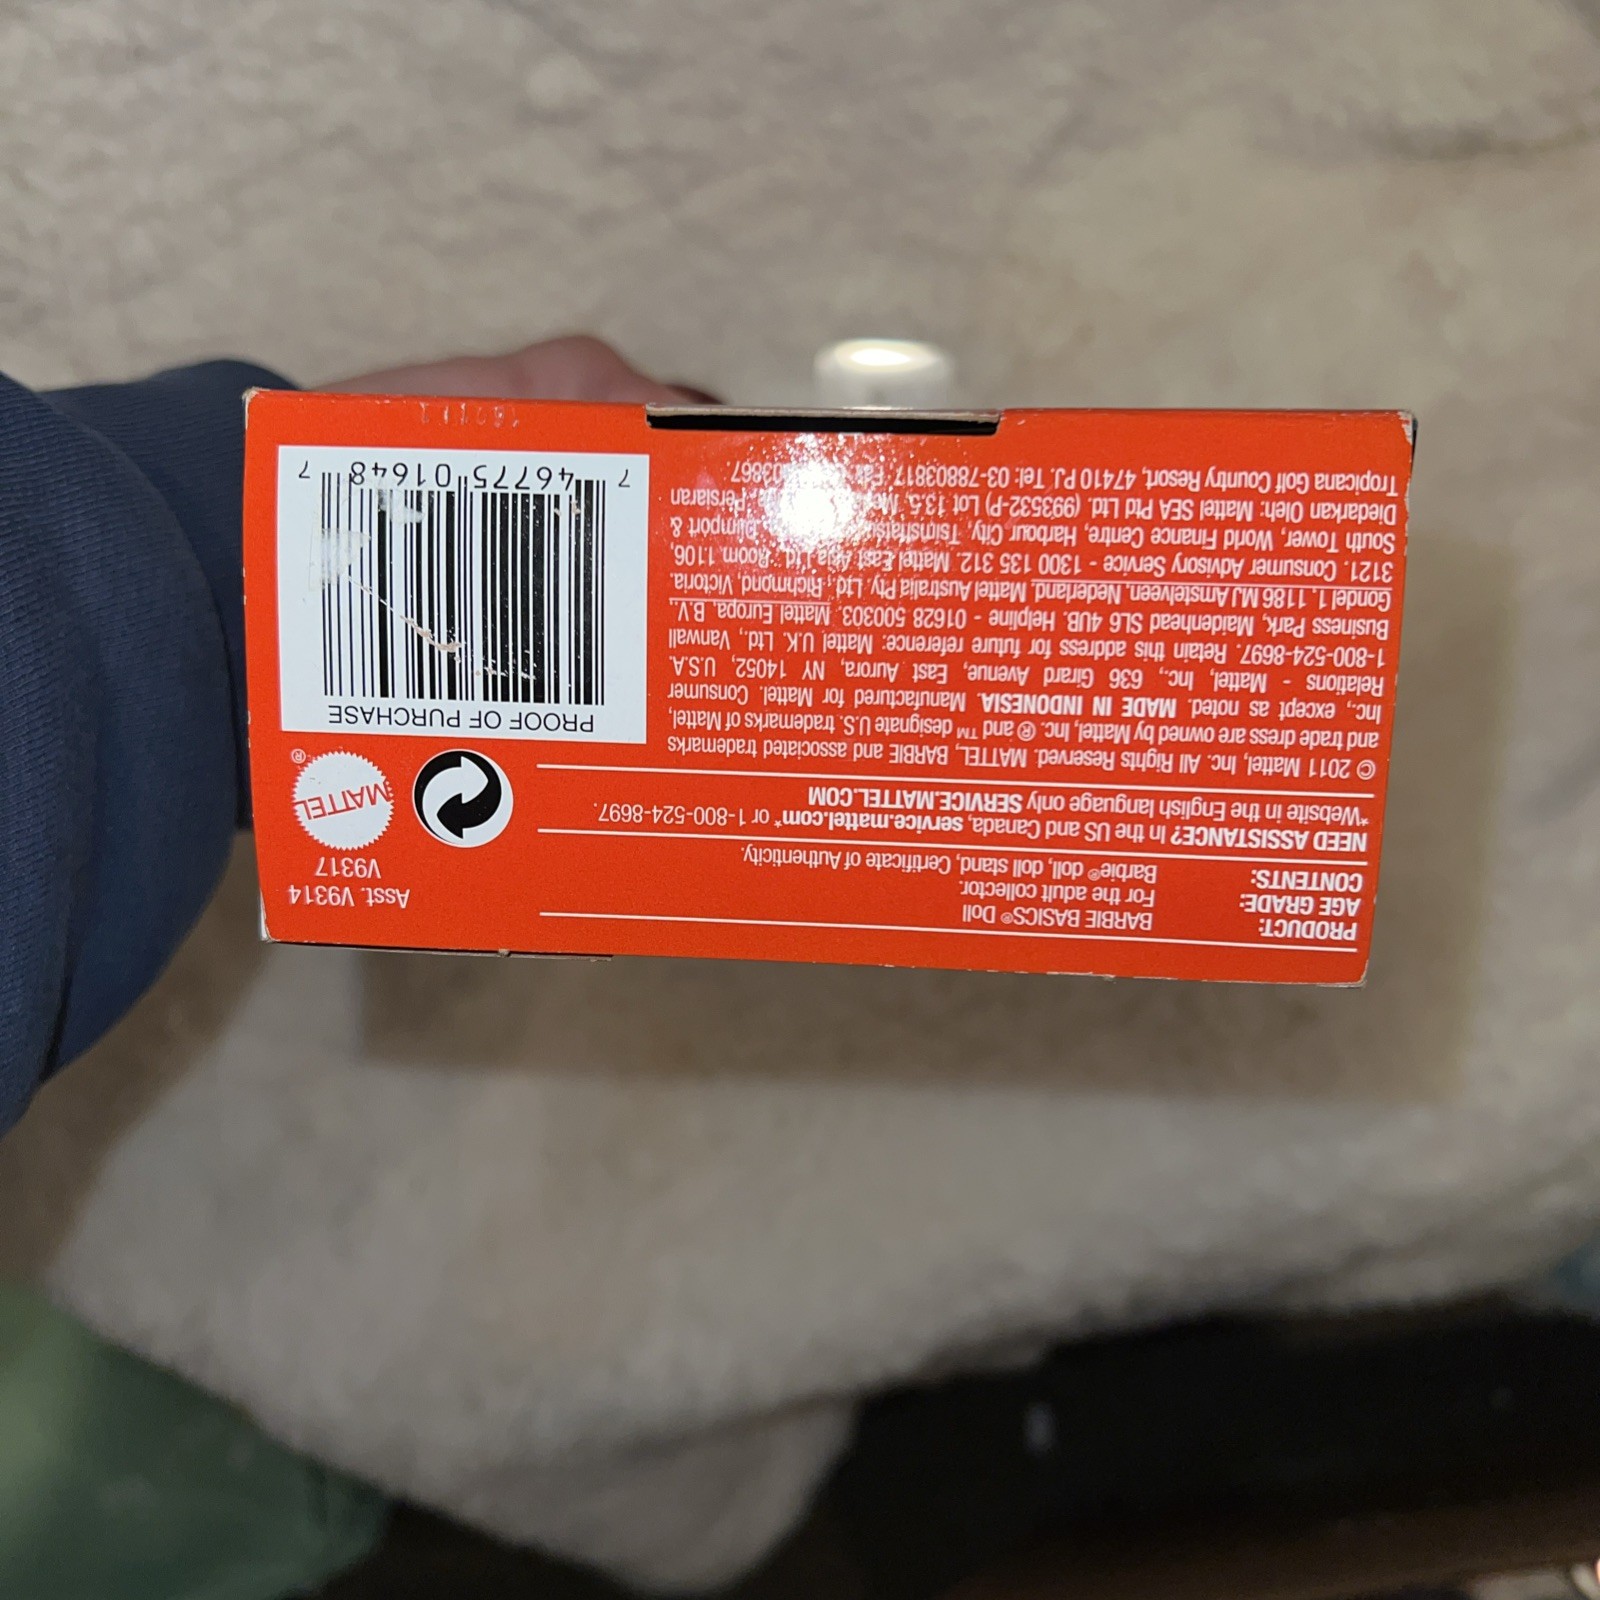 PRODUCT: BARBIE BASICS® Doll
AGE GRADE: For the adult collector.
CONTENTS: Barbie® doll, doll stand, Certificate of Authenticity.
NEED ASSISTANCE? In the US and Canada, service.mattel.com* or 1-800-524-8697.
*Website in the English language only SERVICE.MATTEL.COM
© 2011 Mattel, Inc. All Rights Reserved. MATTEL, BARBIE and associated trademarks
and trade dress are owned by Mattel, Inc. ® and ™ designate U.S. trademarks of Mattel,
Inc., except as noted. MADE IN INDONESIA. Manufactured for Mattel. Consumer
Relations - Mattel, Inc., 636 Girard Avenue, East Aurora, NY 14052, U.S.A.
1-800-524-8697. Retain this address for future reference: Mattel U.K. Ltd., Vanwall
Business Park, Maidenhead SL6 4UB. Helpline - 01628 500303. Mattel Europa, B.V.,
Gondel 1, 1186 MJ Amstelveen, Nederland. Mattel Australia Pty. Ltd., Richmond, Victoria.
3121. Consumer Advisory Service - 1300 135 312. Mattel East Asia Ltd., Room 1106,
South Tower, World Finance Centre, Harbour City, Tsimshatsui, &
Diedarkan Oleh: Mattel SEA Ptd Ltd. (993532-P) Lot 13.5, Persiaran
Tropicana Golf Country Resort, 47410 PJ. Tel: 03-78803817,
Asst. V9314
V9317
MATTEL®
PROOF OF PURCHASE
7 46775 01648 7